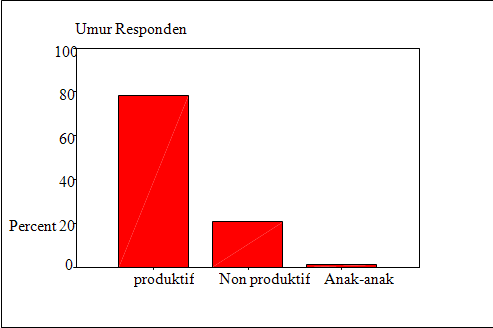 Umur Responden
100
80
60
40
Percent 20
0
produktif Non produktif Anak-anak